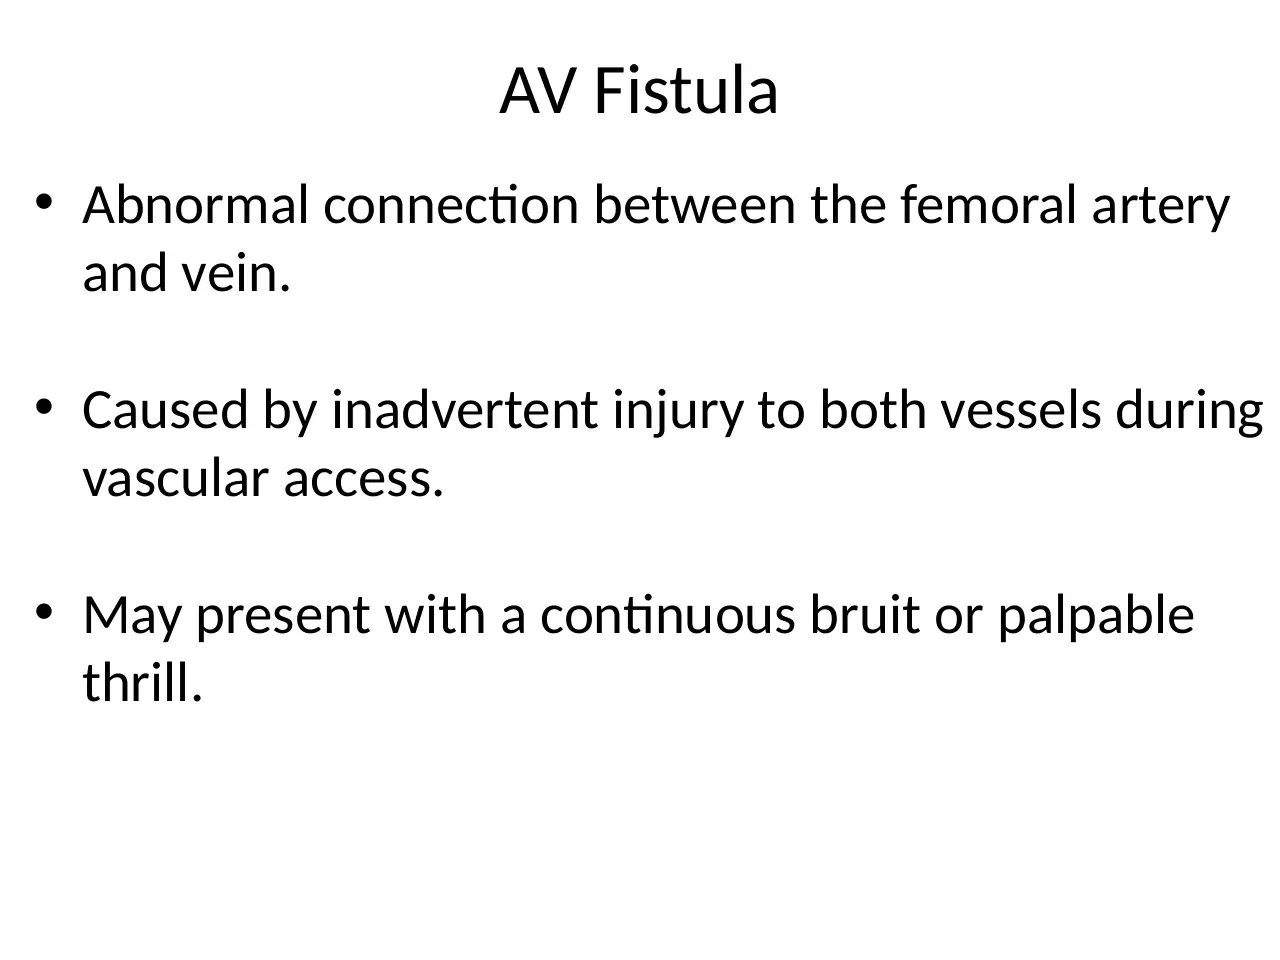 AV Fistula
• Abnormal connection between the femoral artery
and vein.
• Caused by inadvertent injury to both vessels during
vascular access.
• May present with a continuous bruit or palpable
thrill.